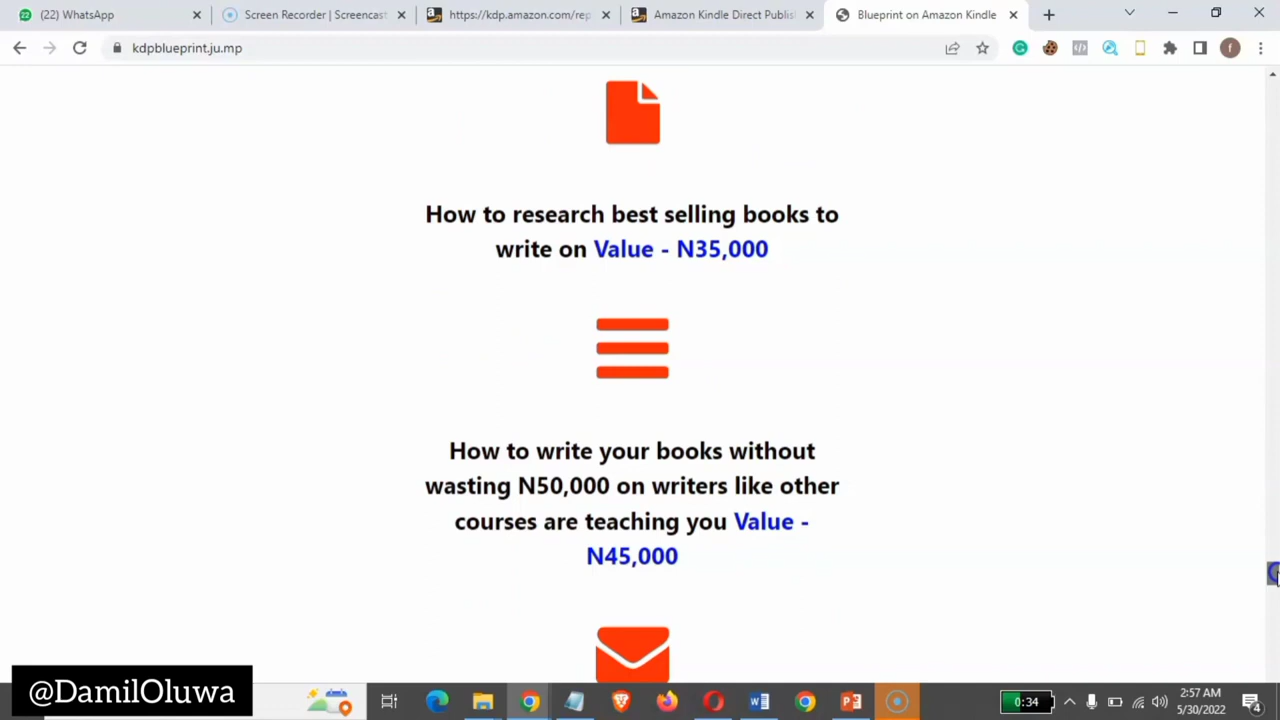 (22) WhatsApp
Screen Recorder | Screencast
https://kdp.amazon.com/rep
Amazon Kindle Direct Publis
Blueprint on Amazon Kindle
kdpblueprint.ju.mp
f
How to research best selling books to
write on Value - N35,000
How to write your books without
wasting N50,000 on writers like other
courses are teaching you Value -
N45,000
@DamilOluwa
0:34
2:57 AM
5/30/2022
4